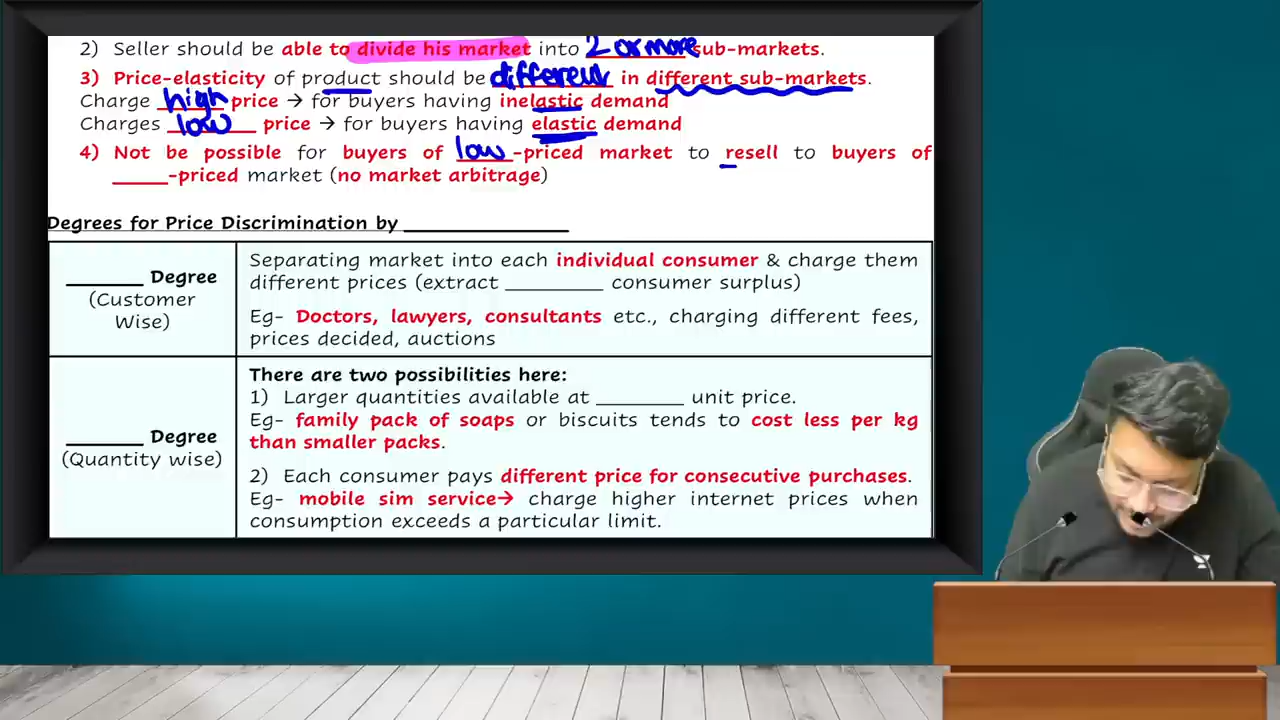 2) Seller should be able to divide his market into 2 or more sub-markets.
3) Price-elasticity of product should be different in different sub-markets.
Charge high price → for buyers having inelastic demand
Charges low price → for buyers having elastic demand
4) Not be possible for buyers of low-priced market to resell to buyers of
______-priced market (no market arbitrage)
Degrees for Price Discrimination by ______________
_______ Degree
(Customer
Wise)
Separating market into each individual consumer & charge them
different prices (extract _________ consumer surplus)
Eg- Doctors, lawyers, consultants etc., charging different fees,
prices decided, auctions
_______ Degree
(Quantity wise)
There are two possibilities here:
1) Larger quantities available at ________ unit price.
Eg- family pack of soaps or biscuits tends to cost less per kg
than smaller packs.
2) Each consumer pays different price for consecutive purchases.
Eg- mobile sim service→ charge higher internet prices when
consumption exceeds a particular limit.